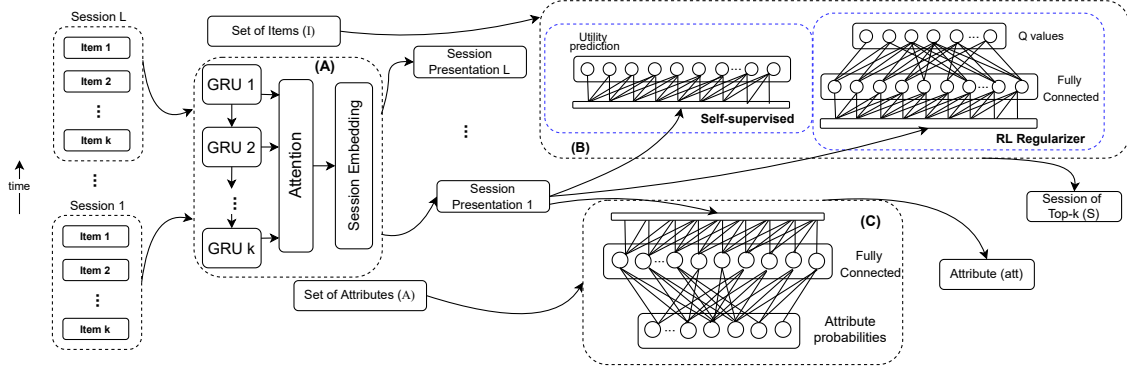 Session L
Item 1
Item 2
⋮
Item k
⋮
time
Session 1
Item 1
Item 2
⋮
Item k
Set of Items (I)
(A)
GRU 1
GRU 2
⋮
GRU k
Attention
Session Embedding
Set of Attributes (A)
Session
Presentation L
⋮
Session
Presentation 1
Utility
prediction
...
Self-supervised
(B)
...
Q values
...
Fully
Connected
RL Regularizer
Session of
Top-k (S)
(C)
...
Fully
Connected
...
Attribute
probabilities
Attribute (att)